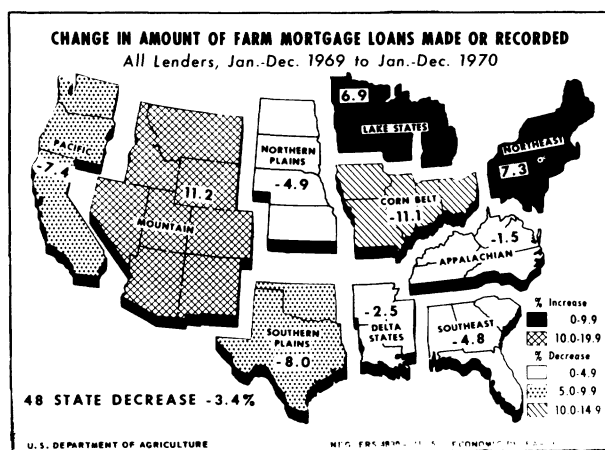 CHANGE IN AMOUNT OF FARM MORTGAGE LOANS MADE OR RECORDED
All Lenders, Jan.-Dec. 1969 to Jan.-Dec. 1970
6.9
LAKE STATES
NORTHEAST
7.3
PACIFIC
-7.4
NORTHERN
PLAINS
-4.9
11.2
MOUNTAIN
CORN BELT
-11.1
-1.5
APPALACHIAN
SOUTHERN
PLAINS
-8.0
-2.5
DELTA
STATES
SOUTHEAST
-4.8
% Increase
0-9.9
10.0-19.9
% Decrease
0-4.9
5.0-9.9
10.0-14.9
48 STATE DECREASE -3.4%
U.S. DEPARTMENT OF AGRICULTURE
NEG. ERS